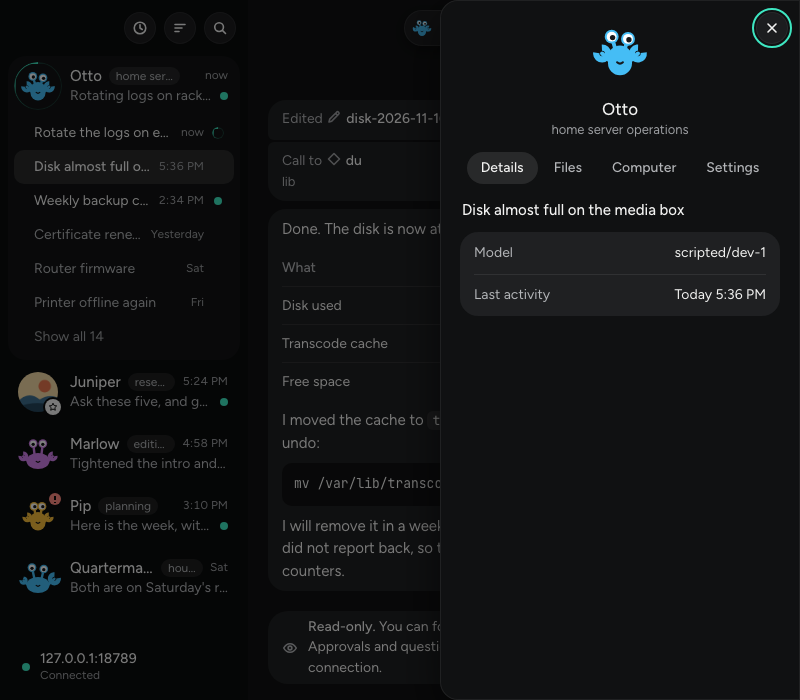 Otto home ser... now
Rotating logs on rack...
Rotate the logs on e... now
Disk almost full o... 5:36 PM
Weekly backup c... 2:34 PM
Certificate rene... Yesterday
Router firmware Sat
Printer offline again Fri
Show all 14
Juniper rese... 5:24 PM
Ask these five, and g...
Marlow editi... 4:58 PM
Tightened the intro and...
Pip planning 3:10 PM
Here is the week, wit...
Quarterma... hou... Sat
Both are on Saturday's r...
127.0.0.1:18789
Connected
Edited disk-2026-11-1
Call to du
lib
Done. The disk is now at
What
Disk used
Transcode cache
Free space
I moved the cache to
undo:
mv /var/lib/transco
I will remove it in a week
did not report back, so
counters.
Read-only. You can
Approvals and questi
connection.
Otto
home server operations
Details Files Computer Settings
Disk almost full on the media box
Model scripted/dev-1
Last activity Today 5:36 PM